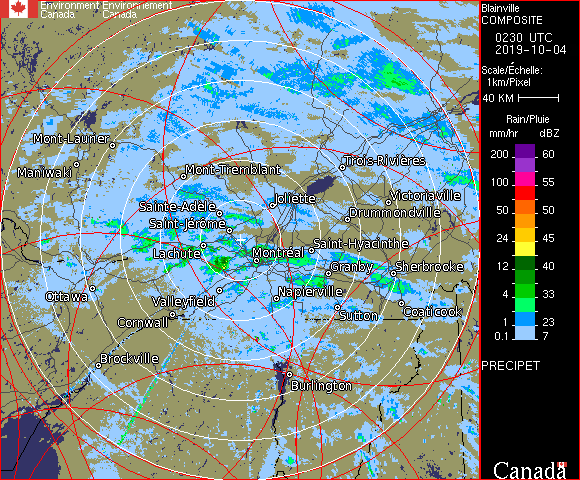 Environment Environnement
Canada Canada
Mont-Laurier
Maniwaki
Mont-Tremblant
Trois-Rivières
Sainte-Adèle
Joliette
Victoriaville
Saint-Jérôme
Drummondville
Lachute
Montréal
Saint-Hyacinthe
Granby
Sherbrooke
Ottawa
Valleyfield
Napierville
Coaticook
Cornwall
Sutton
Brockville
Burlington
Blainville
COMPOSITE
0230 UTC
2019-10-04
Scale/Échelle:
1km/Pixel
40 KM
Rain/Pluie
mm/hr dBZ
200 60
100 55
50 50
24 45
12 40
4 33
1 23
0.1 7
PRECIPET
Canada